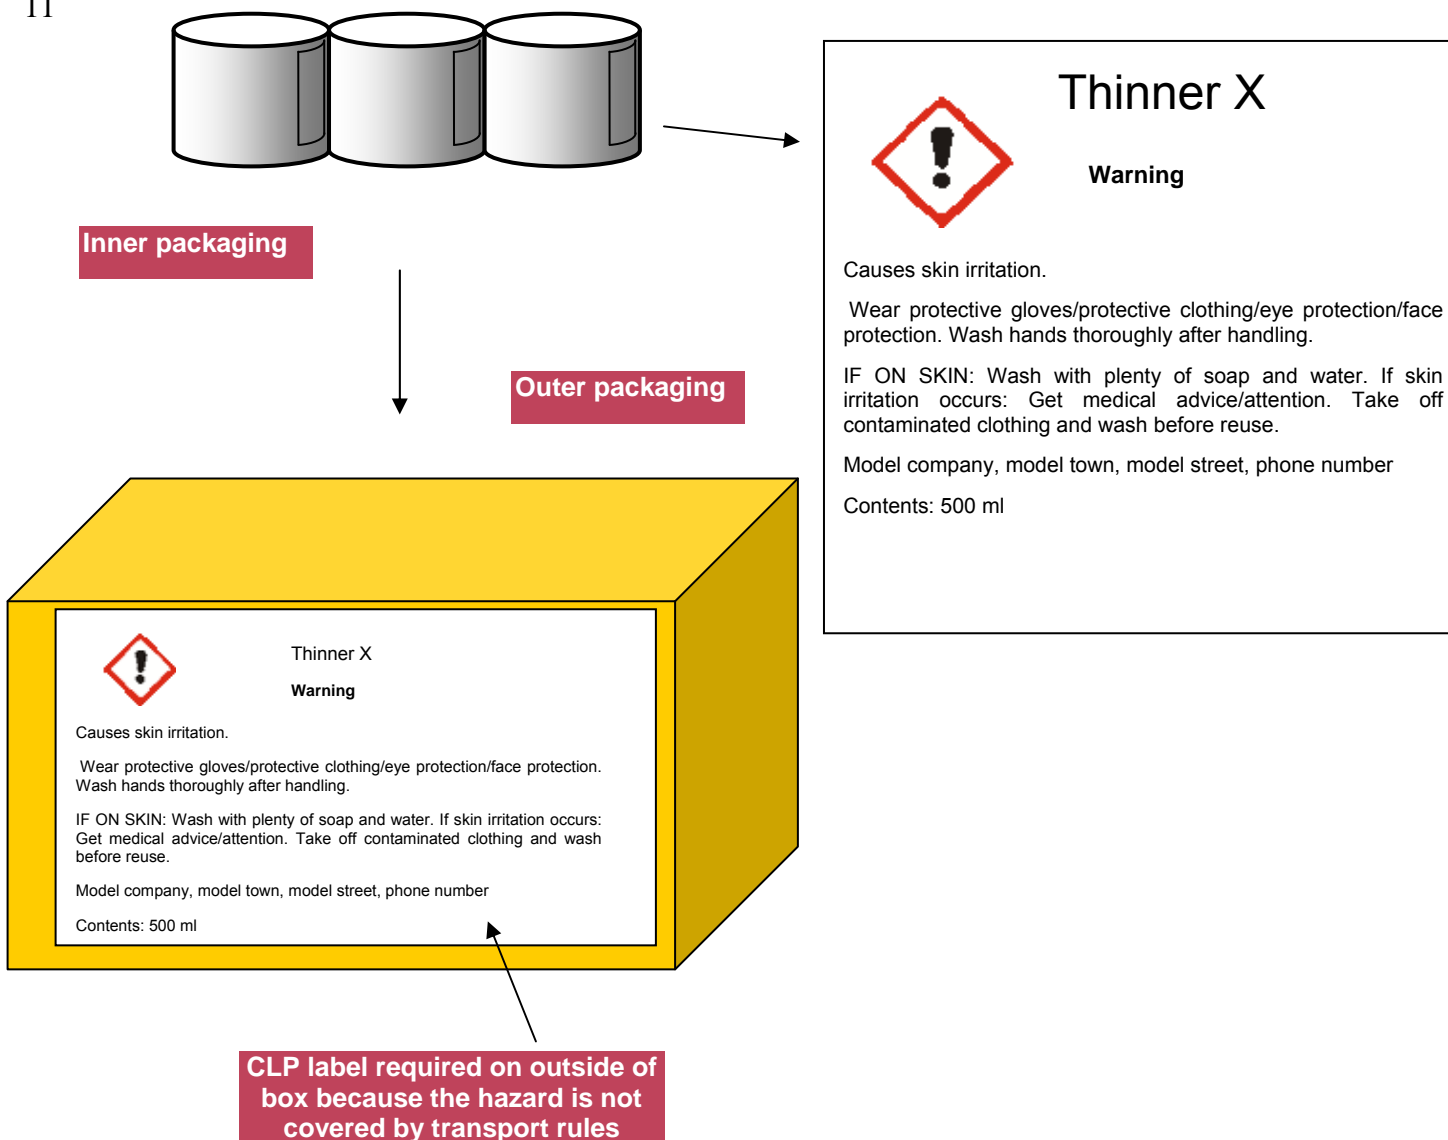 11
Thinner X
Warning
Causes skin irritation.
Wear protective gloves/protective clothing/eye protection/face
protection. Wash hands thoroughly after handling.
IF ON SKIN: Wash with plenty of soap and water. If skin
irritation occurs: Get medical advice/attention. Take off
contaminated clothing and wash before reuse.
Model company, model town, model street, phone number
Contents: 500 ml
Inner packaging
Outer packaging
Thinner X
Warning
Causes skin irritation.
Wear protective gloves/protective clothing/eye protection/face protection.
Wash hands thoroughly after handling.
IF ON SKIN: Wash with plenty of soap and water. If skin irritation occurs:
Get medical advice/attention. Take off contaminated clothing and wash
before reuse.
Model company, model town, model street, phone number
Contents: 500 ml
CLP label required on outside of
box because the hazard is not
covered by transport rules